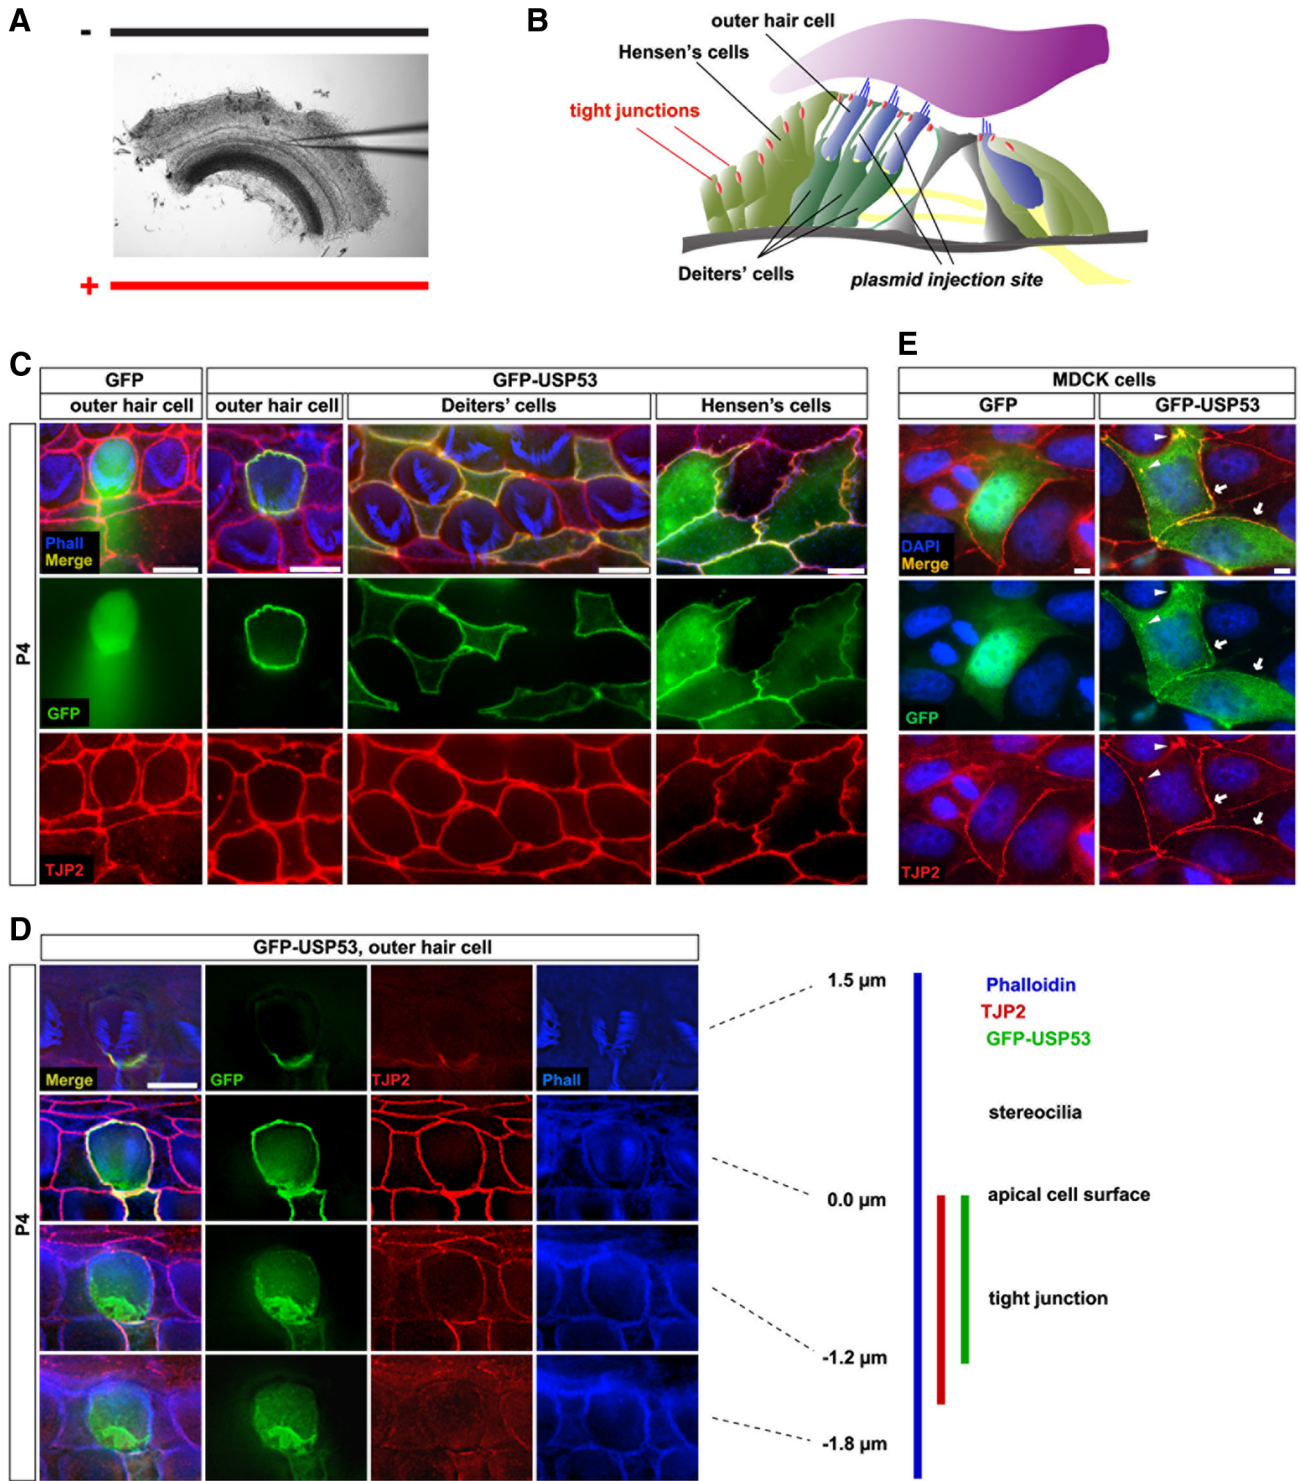 A
-
+
B
outer hair cell
Hensen's cells
tight junctions
Deiters' cells
plasmid injection site
C
GFP
GFP-USP53
outer hair cell
outer hair cell
Deiters' cells
Hensen's cells
P4
Phall
Merge
GFP
TJP2
E
MDCK cells
GFP
GFP-USP53
DAPI
Merge
GFP
TJP2
D
GFP-USP53, outer hair cell
P4
Merge
GFP
TJP2
Phall
1.5 µm
0.0 µm
-1.2 µm
-1.8 µm
Phalloidin
TJP2
GFP-USP53
stereocilia
apical cell surface
tight junction